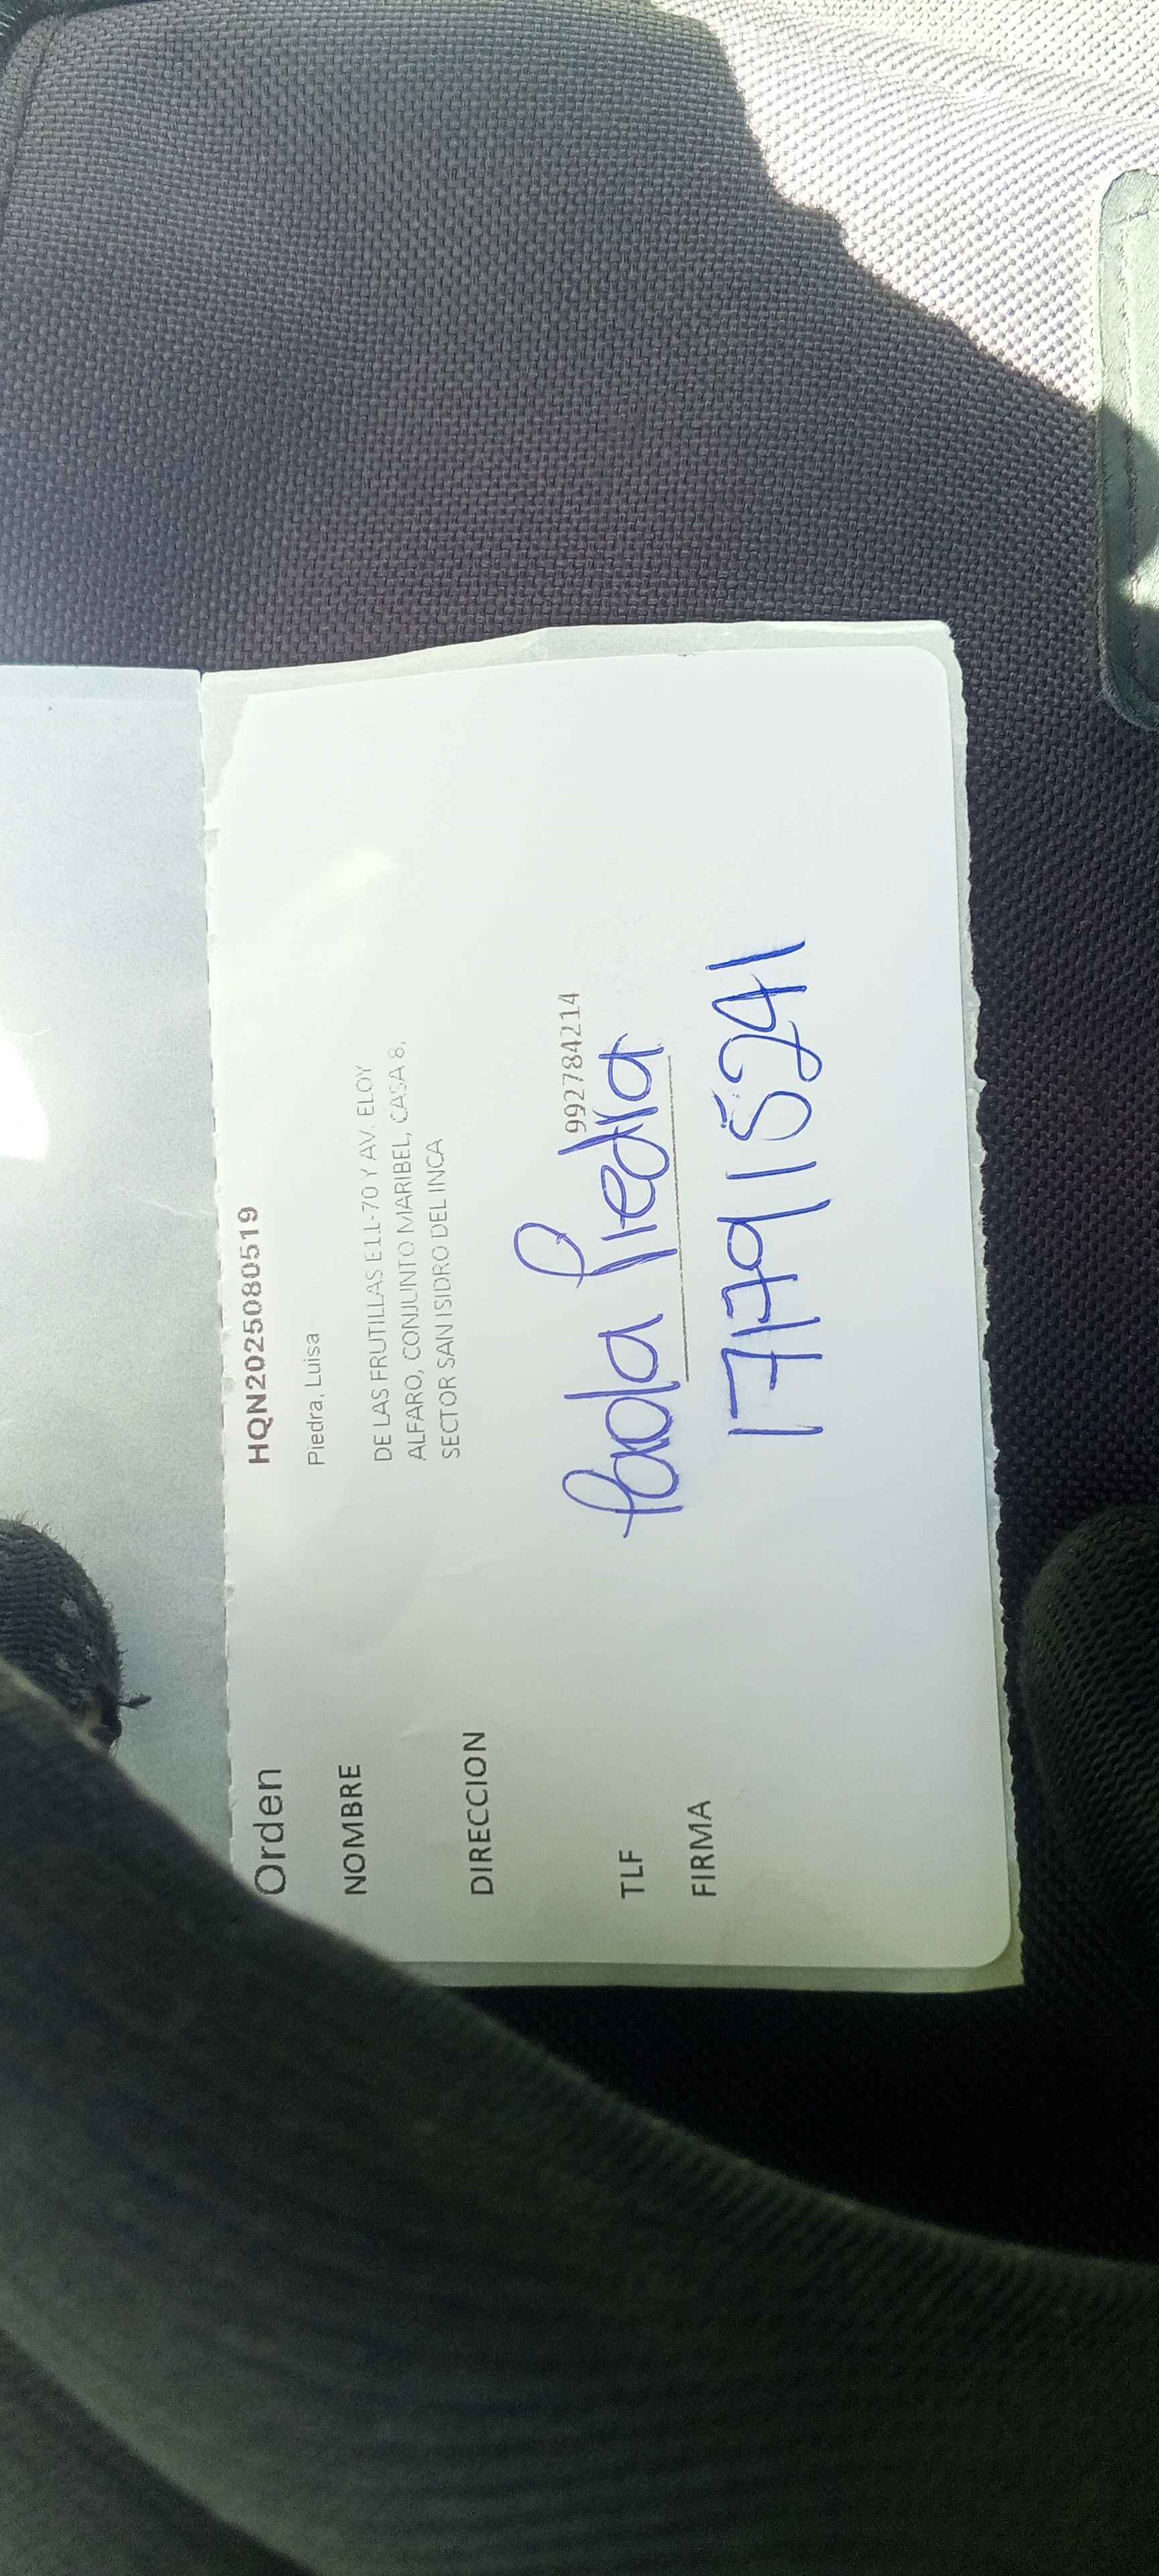 Orden HQN2025080519
NOMBRE Piedra, Luisa
DIRECCION DE LAS FRUTILLAS E11-70 Y AV. ELOY
ALFARO, CONJUNTO MARIBEL, CASA 8,
SECTOR SAN ISIDRO DEL INCA
TLF 992784214
FIRMA Paola Piedra
17179115241